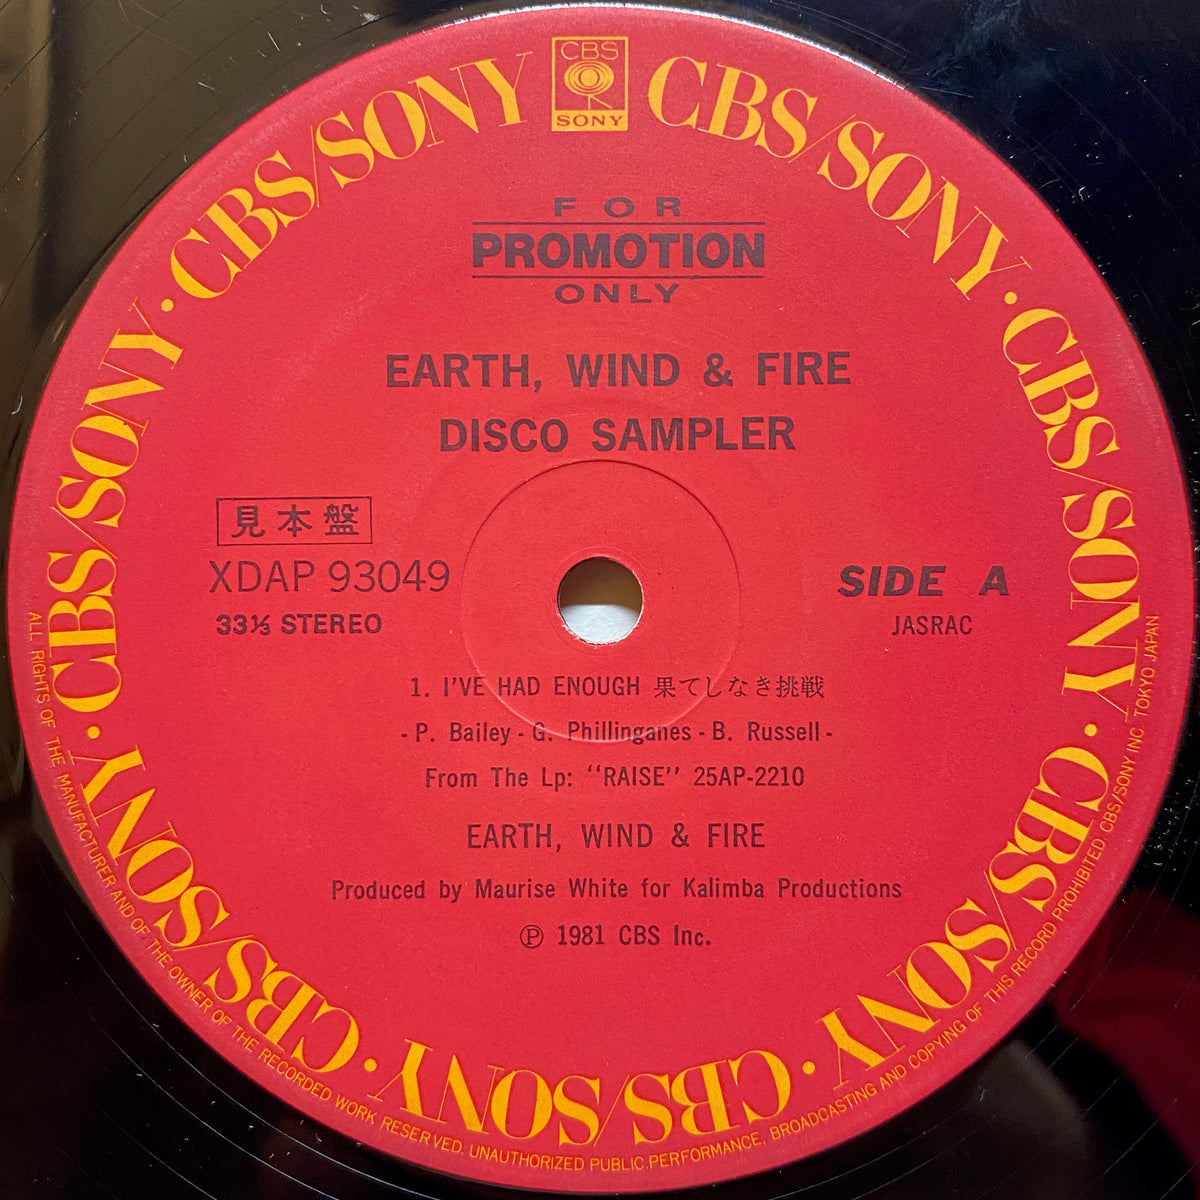 CBS
SONY
CBS/SONY · CBS/SONY · CBS/SONY · CBS/SONY · CBS/SONY · CBS/SONY · CBS/SONY · CBS/SONY · CBS/SONY
FOR
PROMOTION
ONLY
EARTH, WIND & FIRE
DISCO SAMPLER
見本盤
XDAP 93049
33⅓ STEREO
SIDE A
JASRAC
1. I'VE HAD ENOUGH 果てしなき挑戦
- P. Bailey - G. Phillinganes - B. Russell -
From The Lp: “RAISE” 25AP-2210
EARTH, WIND & FIRE
Produced by Maurise White for Kalimba Productions
Ⓟ 1981 CBS Inc.
ALL RIGHTS OF THE MANUFACTURER AND OF THE OWNER OF THE RECORDED WORK RESERVED. UNAUTHORIZED PUBLIC PERFORMANCE, BROADCASTING AND COPYING OF THIS RECORD PROHIBITED CBS/SONY INC TOKYO JAPAN